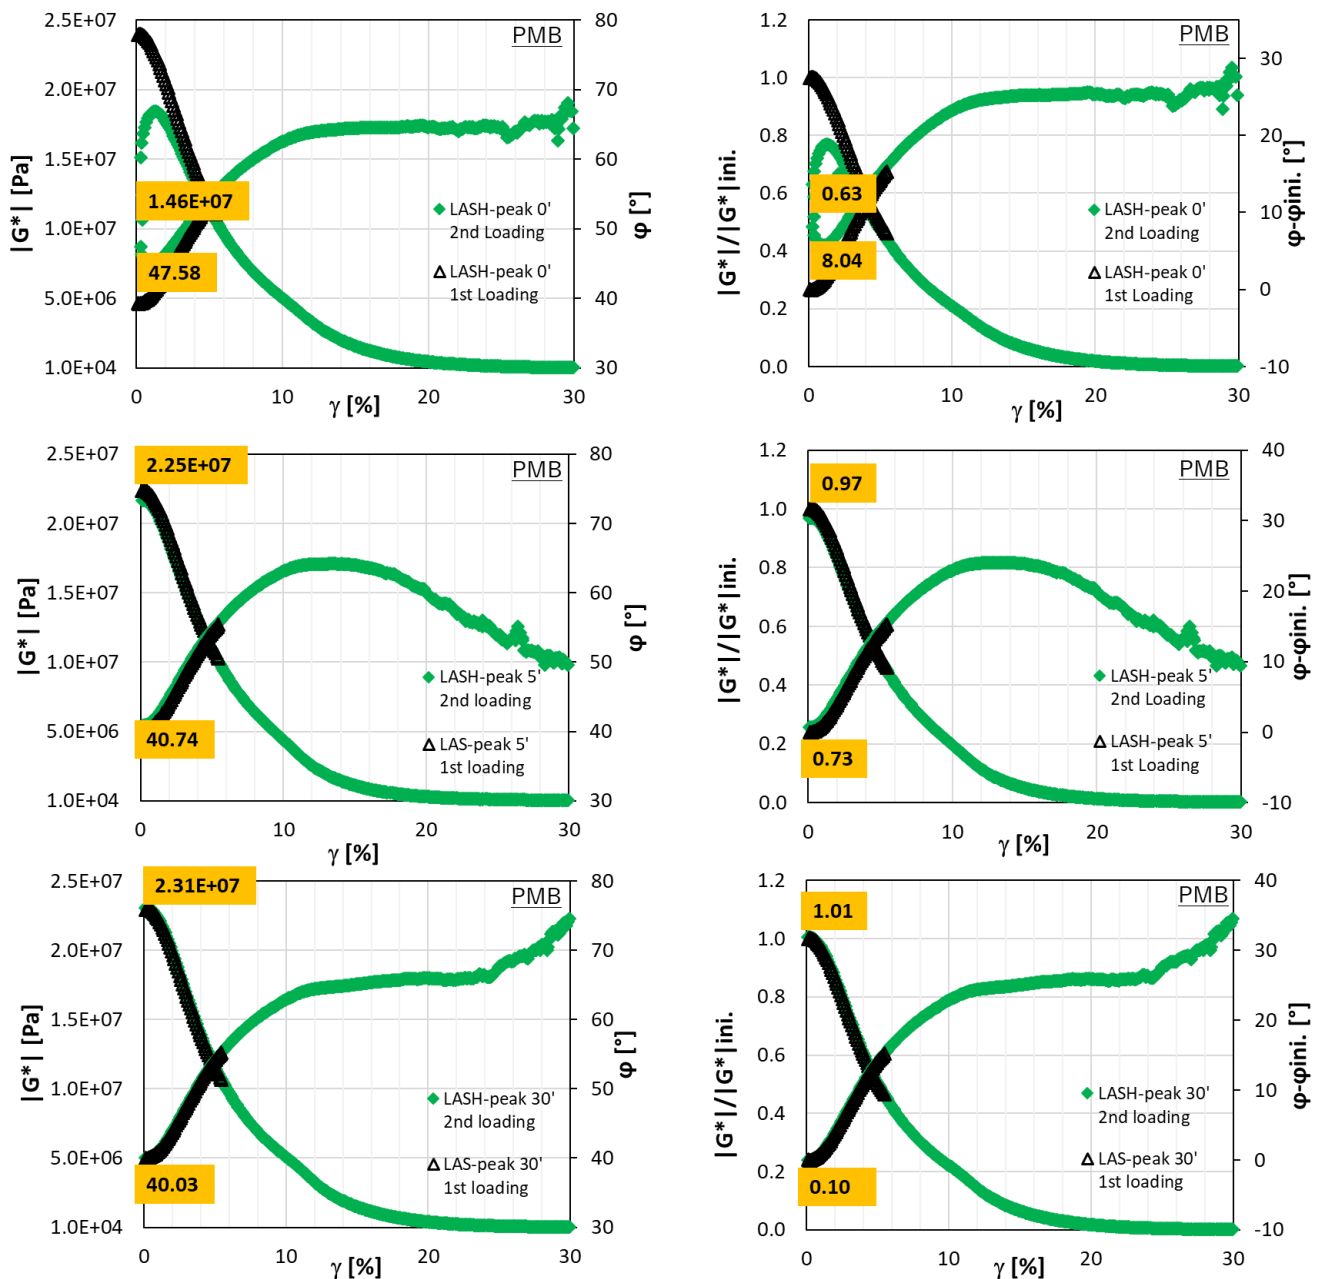 2.5E+07
2.0E+07
1.5E+07
1.0E+07
5.0E+06
1.0E+04
|G*| [Pa]
80
70
60
50
40
30
φ [°]
PMB
1.46E+07
47.58
LASH-peak 0'
2nd Loading
LASH-peak 0'
1st Loading
0 10 20 30
γ [%]
1.2
1.0
0.8
0.6
0.4
0.2
0.0
|G*|/|G*|ini.
30
20
10
0
-10
φ-φini. [°]
PMB
0.63
8.04
LASH-peak 0'
2nd Loading
LASH-peak 0'
1st Loading
0 10 20 30
γ [%]
2.5E+07
2.0E+07
1.5E+07
1.0E+07
5.0E+06
1.0E+04
|G*| [Pa]
80
70
60
50
40
30
φ [°]
PMB
2.25E+07
40.74
LASH-peak 5'
2nd loading
LAS-peak 5'
1st loading
0 10 20 30
γ [%]
1.2
1.0
0.8
0.6
0.4
0.2
0.0
|G*|/|G*|ini.
40
30
20
10
0
-10
φ-φini. [°]
PMB
0.97
0.73
LASH-peak 5'
2nd Loading
LASH-peak 5'
1st Loading
0 10 20 30
γ [%]
2.5E+07
2.0E+07
1.5E+07
1.0E+07
5.0E+06
1.0E+04
|G*| [Pa]
80
70
60
50
40
30
φ [°]
PMB
2.31E+07
40.03
LASH-peak 30'
2nd loading
LAS-peak 30'
1st loading
0 10 20 30
γ [%]
1.2
1.0
0.8
0.6
0.4
0.2
0.0
|G*|/|G*|ini.
40
30
20
10
0
-10
φ-φini. [°]
PMB
1.01
0.10
LASH-peak 30'
2nd loading
LAS-peak 30'
1st loading
0 10 20 30
γ [%]